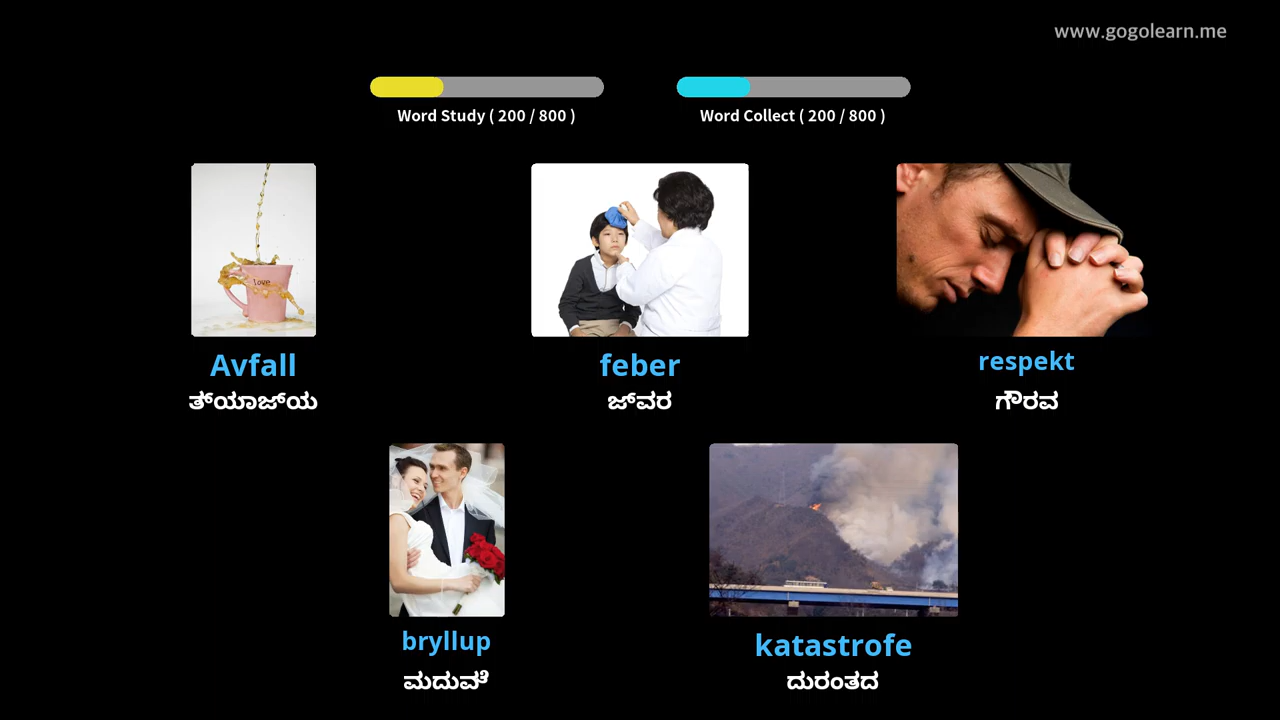 www.gogolearn.me
Word Study ( 200 / 800 )
Word Collect ( 200 / 800 )
love
Avfall
feber
respekt
ತ್ಯಾಜ್ಯ
ಜ್ವರ
ಗೌರವ
bryllup
katastrofe
ಮದುವೆ
ದುರಂತದ